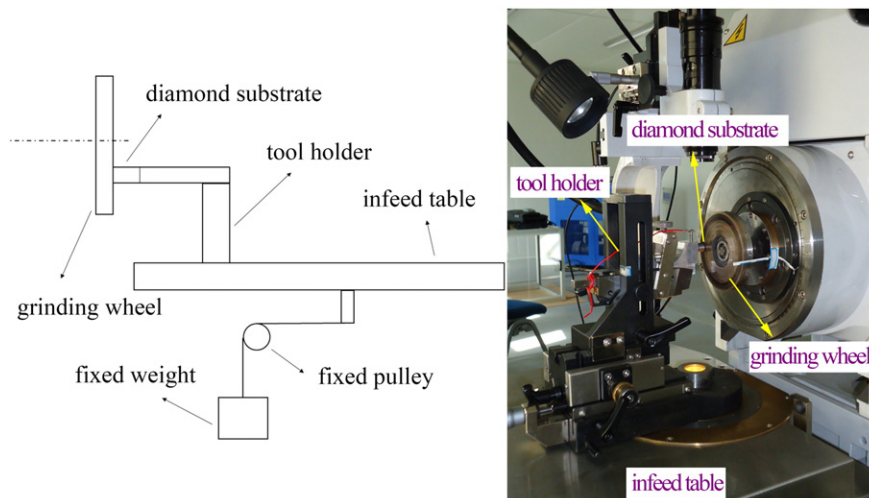 diamond substrate
tool holder
infeed table
grinding wheel
fixed weight
fixed pulley
diamond substrate
tool holder
grinding wheel
infeed table